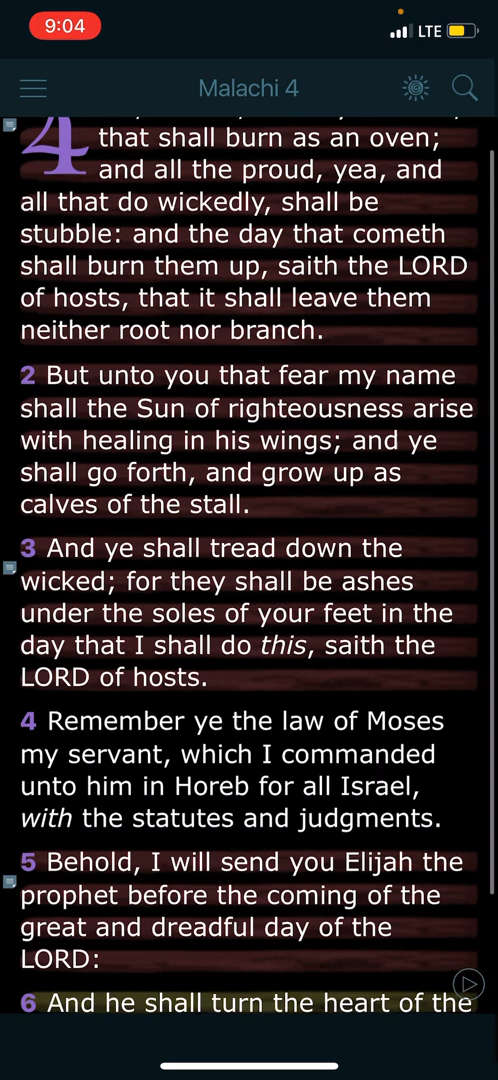 9:04
LTE
Malachi 4
4 that shall burn as an oven;
and all the proud, yea, and
all that do wickedly, shall be
stubble: and the day that cometh
shall burn them up, saith the LORD
of hosts, that it shall leave them
neither root nor branch.
2 But unto you that fear my name
shall the Sun of righteousness arise
with healing in his wings; and ye
shall go forth, and grow up as
calves of the stall.
3 And ye shall tread down the
wicked; for they shall be ashes
under the soles of your feet in the
day that I shall do this, saith the
LORD of hosts.
4 Remember ye the law of Moses
my servant, which I commanded
unto him in Horeb for all Israel,
with the statutes and judgments.
5 Behold, I will send you Elijah the
prophet before the coming of the
great and dreadful day of the
LORD:
6 And he shall turn the heart of the